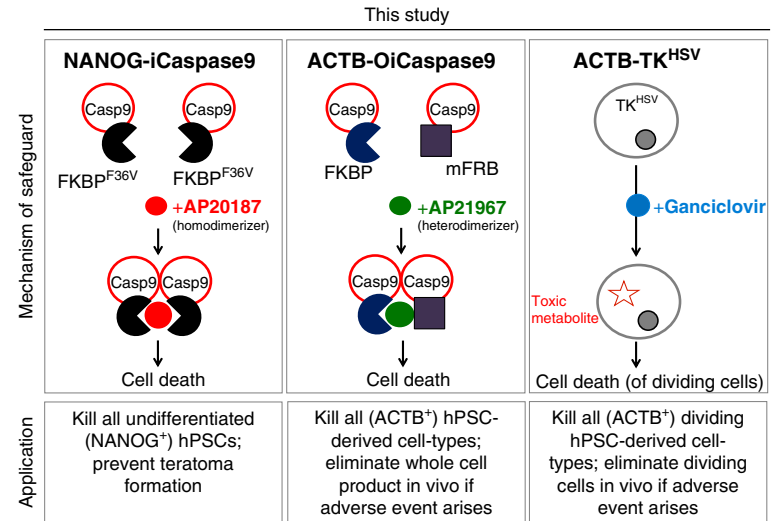 This study
Mechanism of safeguard
NANOG-iCaspase9
Casp9
Casp9
FKBP^F36V
FKBP^F36V
+AP20187
(homodimerizer)
Casp9
Casp9
Cell death
ACTB-OiCaspase9
Casp9
Casp9
FKBP
mFRB
+AP21967
(heterodimerizer)
Casp9
Casp9
Cell death
ACTB-TK^HSV
TK^HSV
+Ganciclovir
Toxic
metabolite
Cell death (of dividing cells)
Application
Kill all undifferentiated
(NANOG⁺) hPSCs;
prevent teratoma
formation
Kill all (ACTB⁺) hPSC-
derived cell-types;
eliminate whole cell
product in vivo if
adverse event arises
Kill all (ACTB⁺) dividing
hPSC-derived cell-
types; eliminate dividing
cells in vivo if adverse
event arises